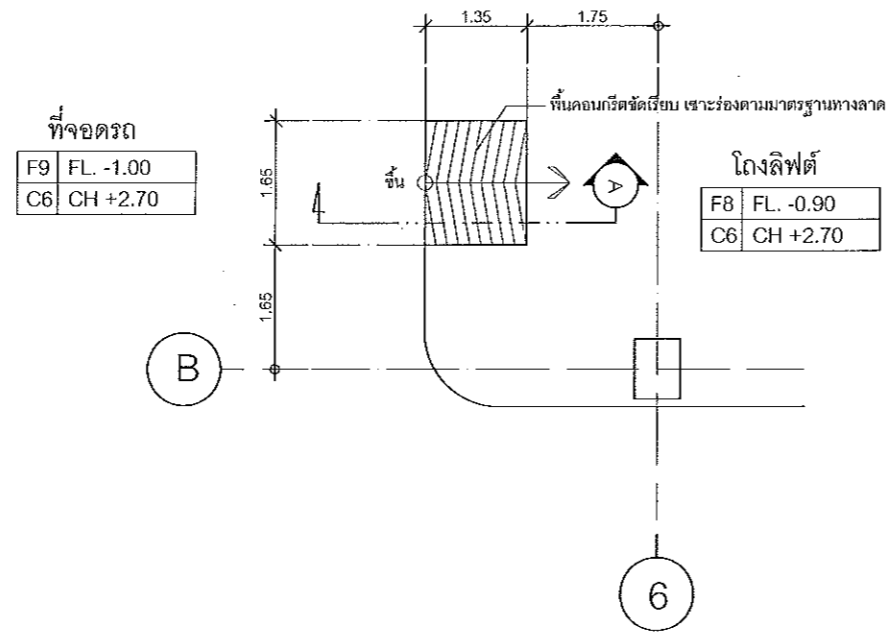 1.35
1.75
พื้นคอนกรีตขัดเรียบ เซาะร่องตามมาตรฐานทางลาด
ที่จอดรถ
F9 FL. -1.00
C6 CH +2.70
1.65
ขึ้น
A
โถงลิฟต์
F8 FL. -0.90
C6 CH +2.70
1.65
B
6